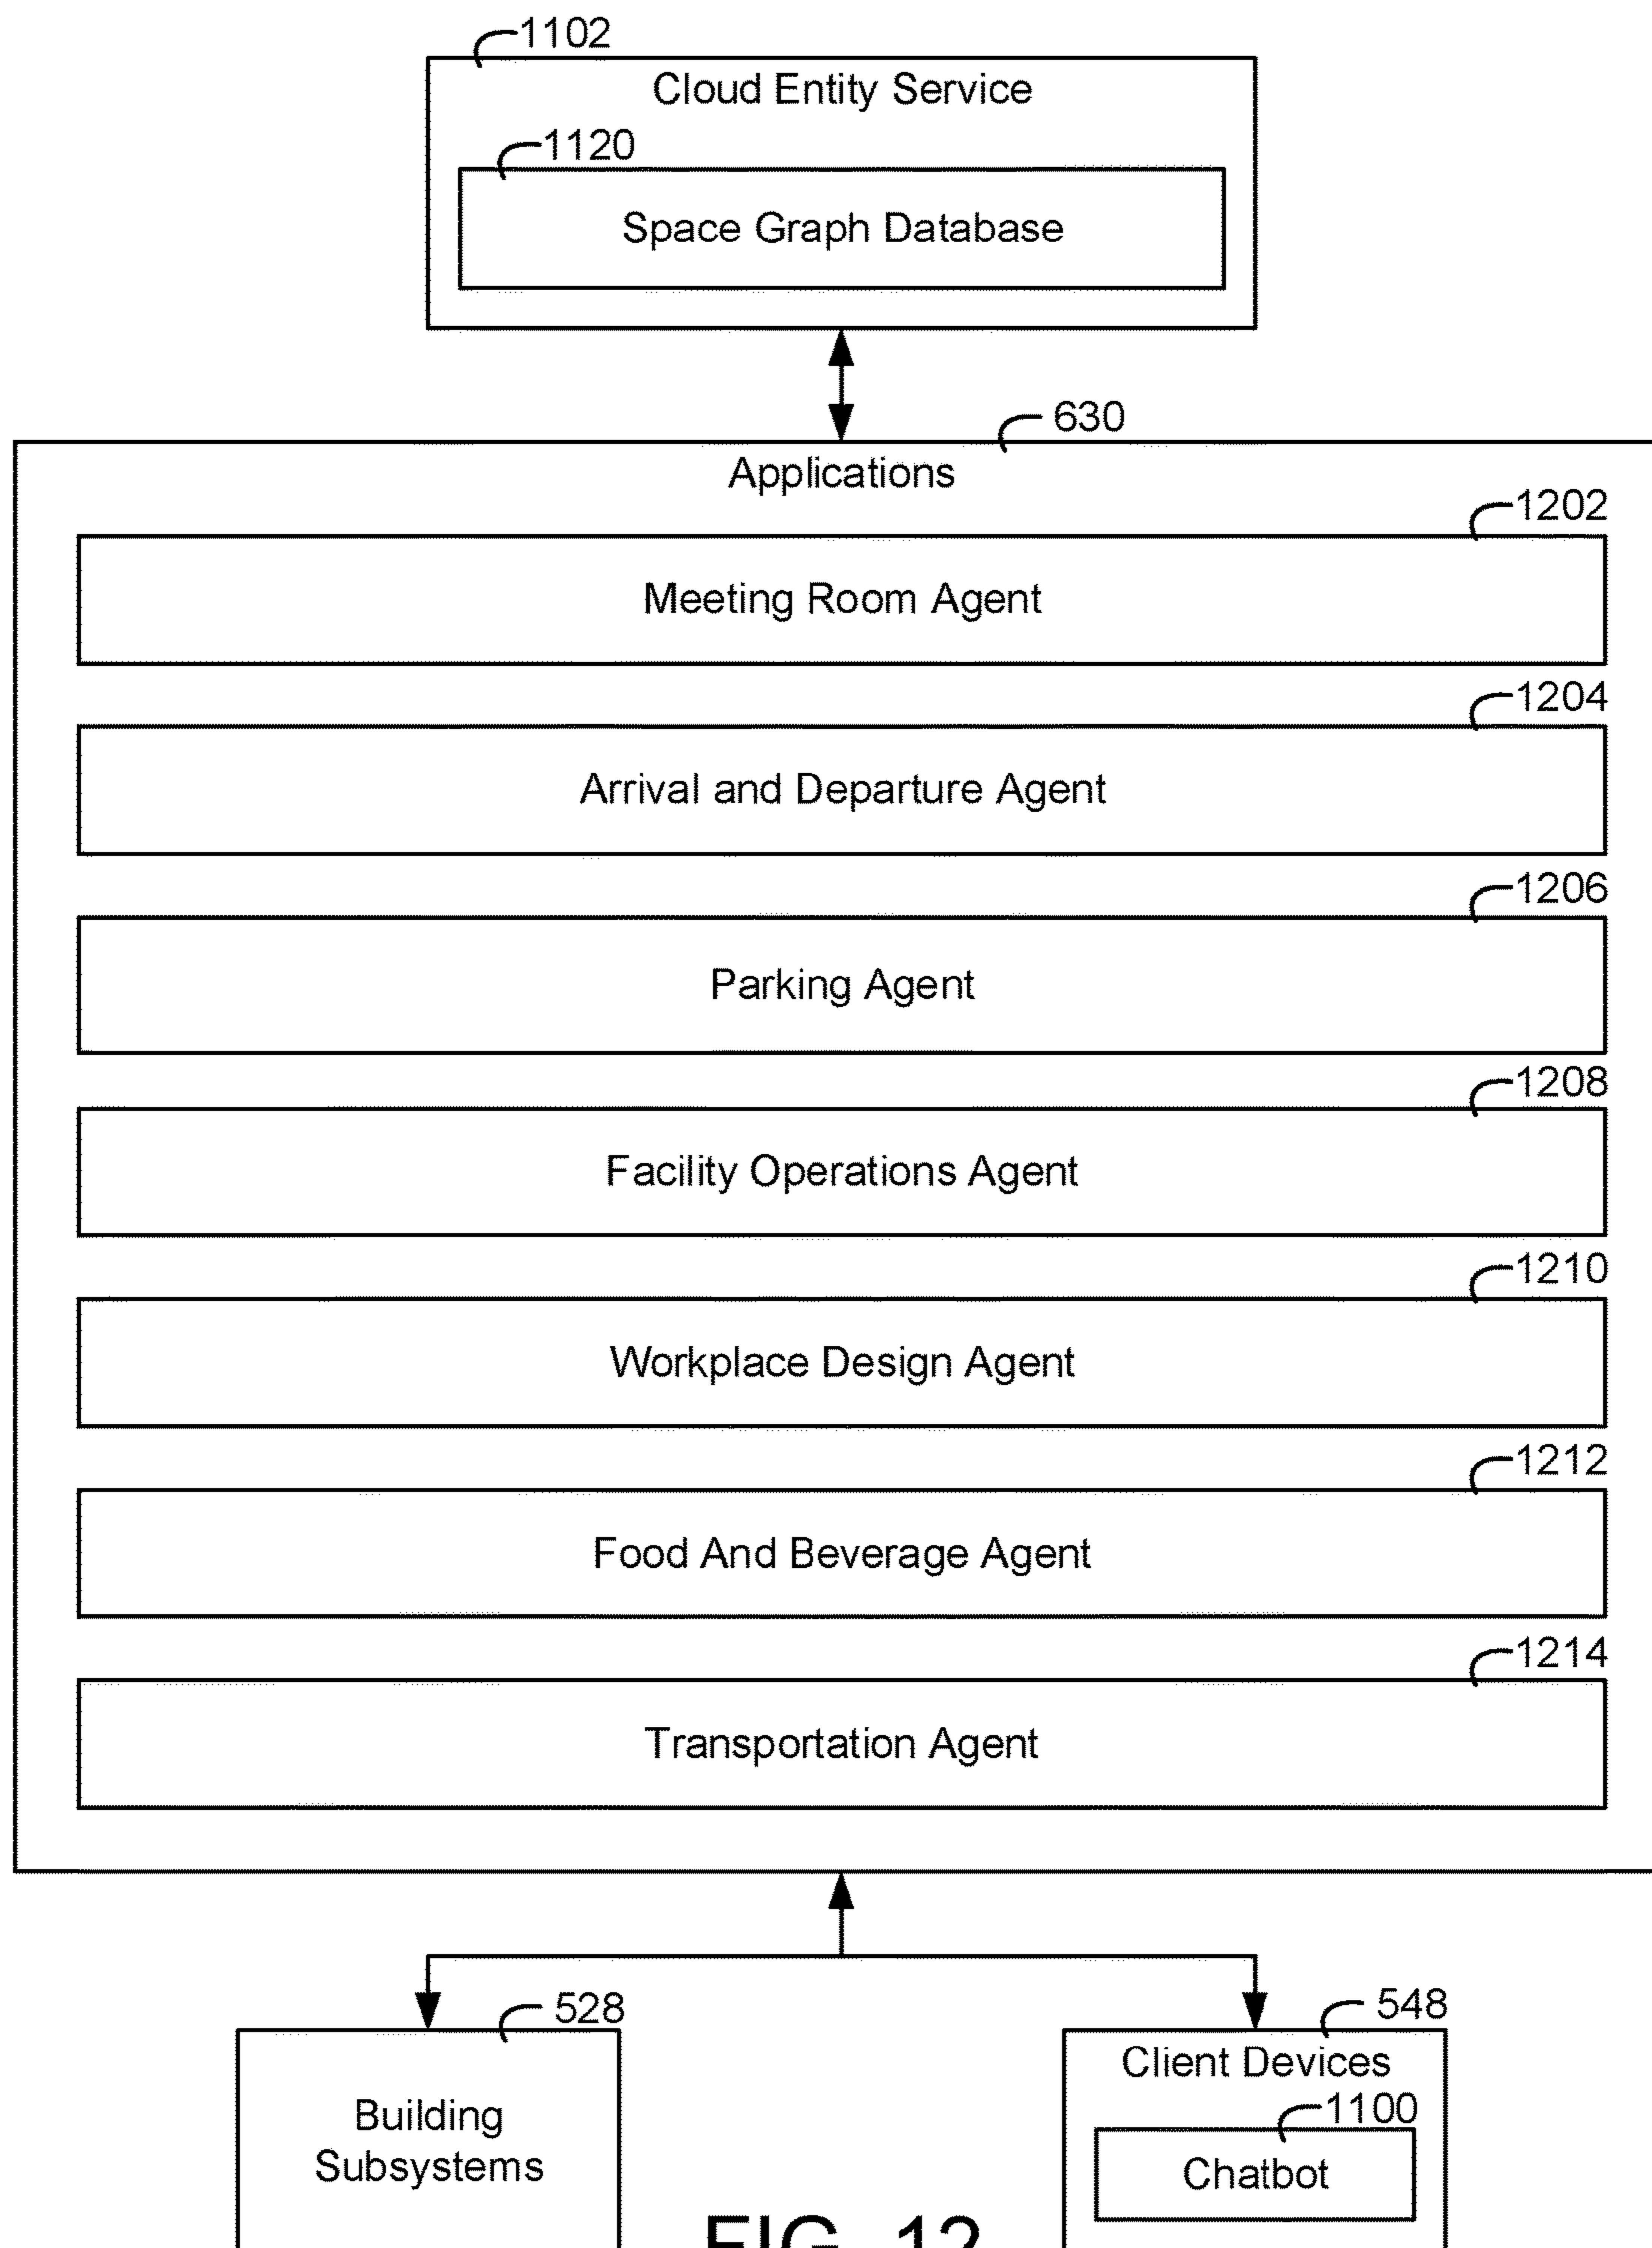 1102
Cloud Entity Service
1120
Space Graph Database
630
Applications
1202
Meeting Room Agent
1204
Arrival and Departure Agent
1206
Parking Agent
1208
Facility Operations Agent
1210
Workplace Design Agent
1212
Food And Beverage Agent
1214
Transportation Agent
528
Building
Subsystems
548
Client Devices
1100
Chatbot
FIG. 12